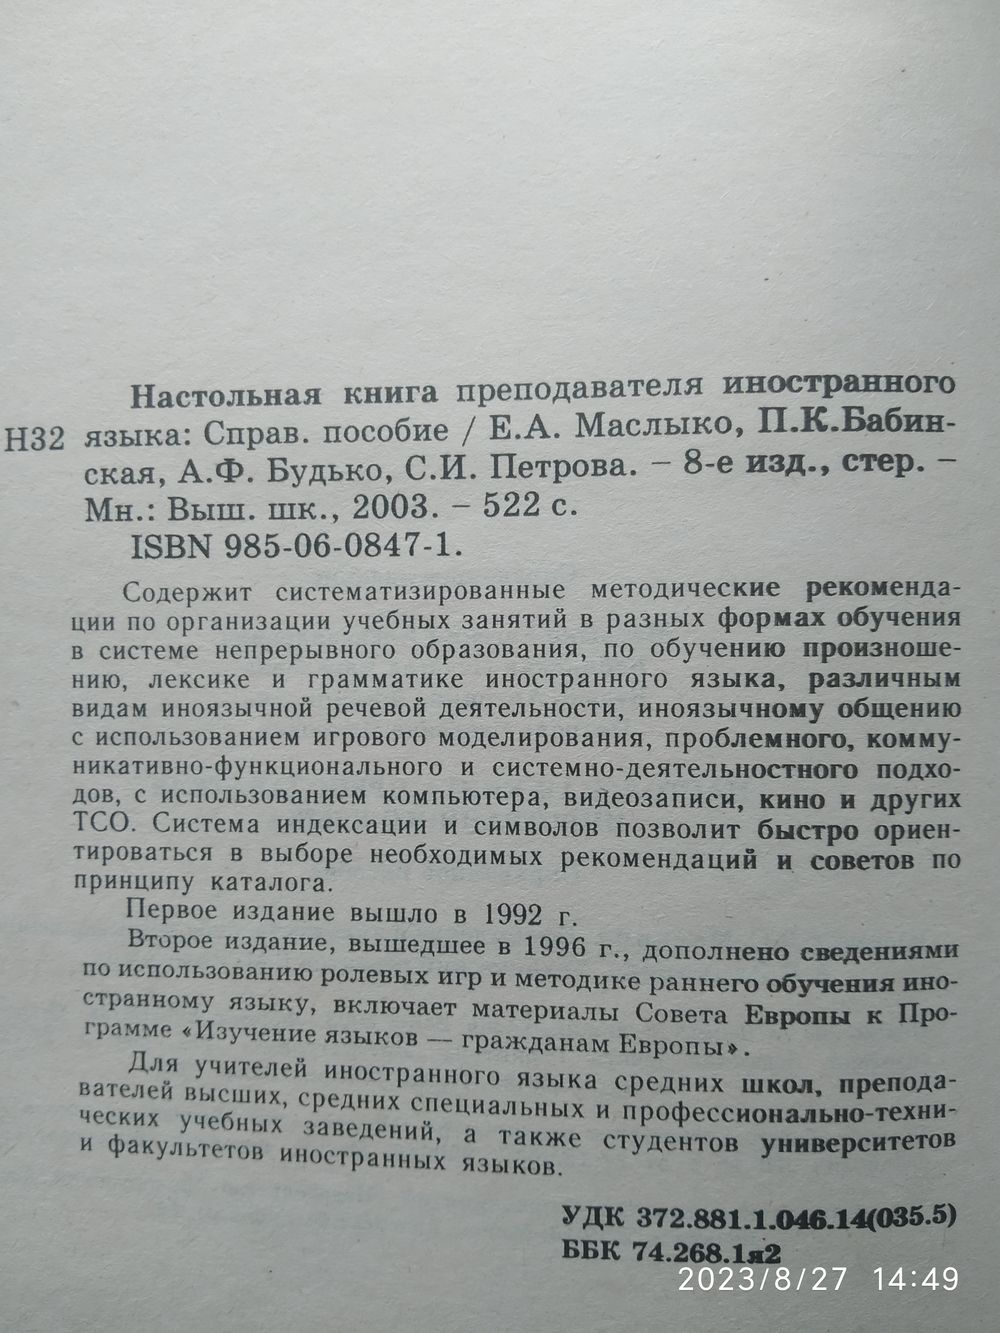 Настольная книга преподавателя иностранного
Н32 языка: Справ. пособие / Е.А. Маслыко, П.К.Бабин-
ская, А.Ф. Будько, С.И. Петрова. – 8-е изд., стер. –
Мн.: Выш. шк., 2003. – 522 с.
ISBN 985-06-0847-1.
Содержит систематизированные методические рекоменда-
ции по организации учебных занятий в разных формах обучения
в системе непрерывного образования, по обучению произноше-
нию, лексике и грамматике иностранного языка, различным
видам иноязычной речевой деятельности, иноязычному общению
с использованием игрового моделирования, проблемного, комму-
никативно-функционального и системно-деятельностного подхо-
дов, с использованием компьютера, видеозаписи, кино и других
ТСО. Система индексации и символов позволит быстро ориен-
тироваться в выборе необходимых рекомендаций и советов по
принципу каталога.
Первое издание вышло в 1992 г.
Второе издание, вышедшее в 1996 г., дополнено сведениями
по использованию ролевых игр и методике раннего обучения ино-
странному языку, включает материалы Совета Европы к Про-
грамме «Изучение языков — гражданам Европы».
Для учителей иностранного языка средних школ, препода-
вателей высших, средних специальных и профессионально-техни-
ческих учебных заведений, а также студентов университетов
и факультетов иностранных языков.
УДК 372.881.1.046.14(035.5)
ББК 74.268.1я2
2023/8/27 14:49